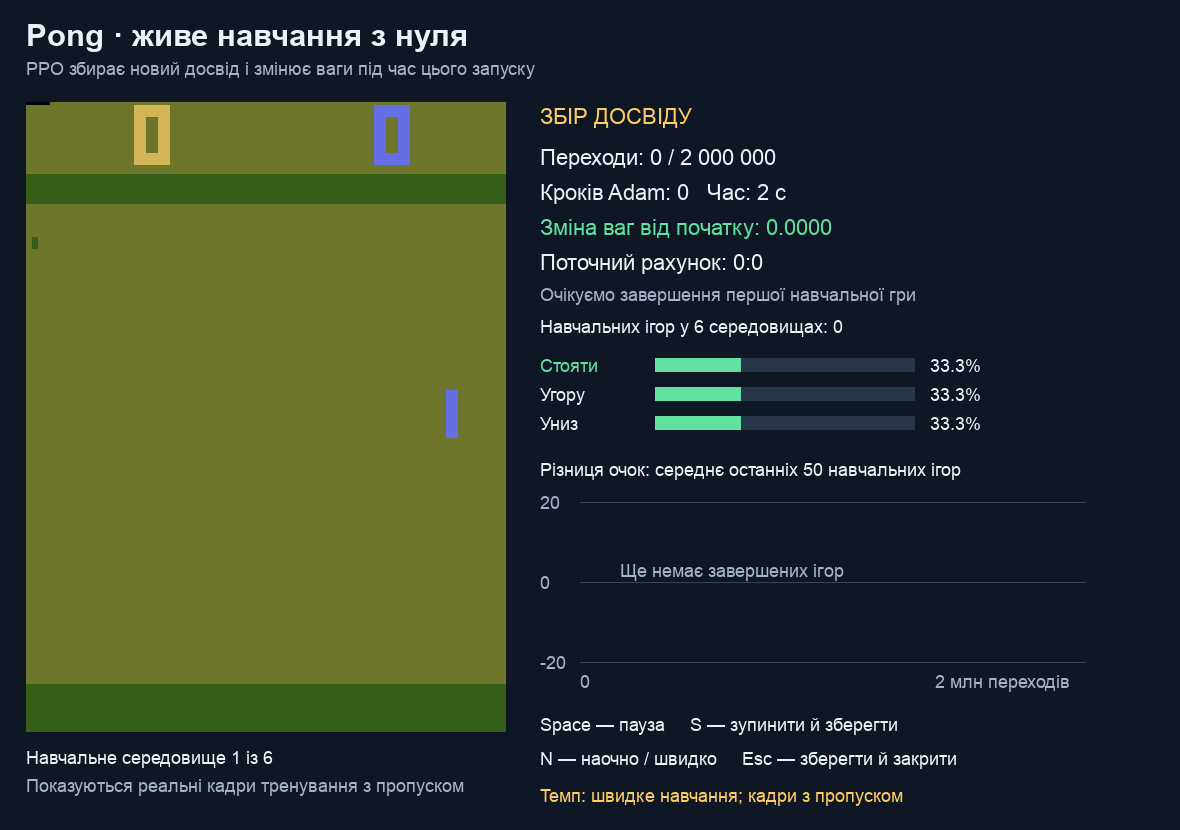 Pong · живе навчання з нуля
PPO збирає новий досвід і змінює ваги під час цього запуску
0 0
Навчальне середовище 1 із 6
Показуються реальні кадри тренування з пропуском
ЗБІР ДОСВІДУ
Переходи: 0 / 2 000 000
Кроків Adam: 0 Час: 2 с
Зміна ваг від початку: 0.0000
Поточний рахунок: 0:0
Очікуємо завершення першої навчальної гри
Навчальних ігор у 6 середовищах: 0
Стояти 33.3%
Угору 33.3%
Униз 33.3%
Різниця очок: середнє останніх 50 навчальних ігор
20
Ще немає завершених ігор
0
-20
0 2 млн переходів
Space — пауза S — зупинити й зберегти
N — наочно / швидко Esc — зберегти й закрити
Темп: швидке навчання; кадри з пропуском